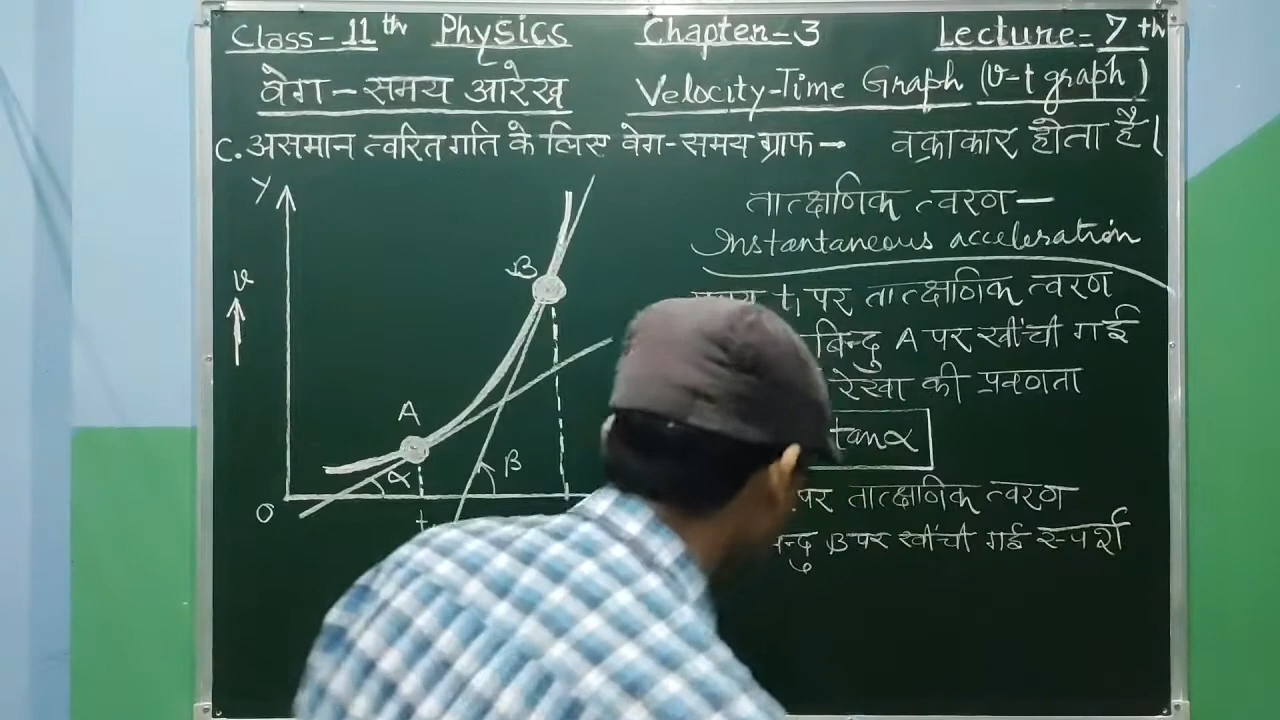 Class-11th Physics Chapter-3 Lecture-7th
वेग-समय आरेख Velocity-Time Graph (v-t graph)
C. असमान त्वरित गति के लिए वेग-समय ग्राफ→ वक्राकार होता है।
Y
v
B
A
α
β
O
t
तात्क्षणिक त्वरण—
Instantaneous acceleration
t₁ पर तात्क्षणिक त्वरण
बिन्दु A पर खींची गई
रेखा की प्रवणता
tanα
पर तात्क्षणिक त्वरण
B पर खींची गई स्पर्श